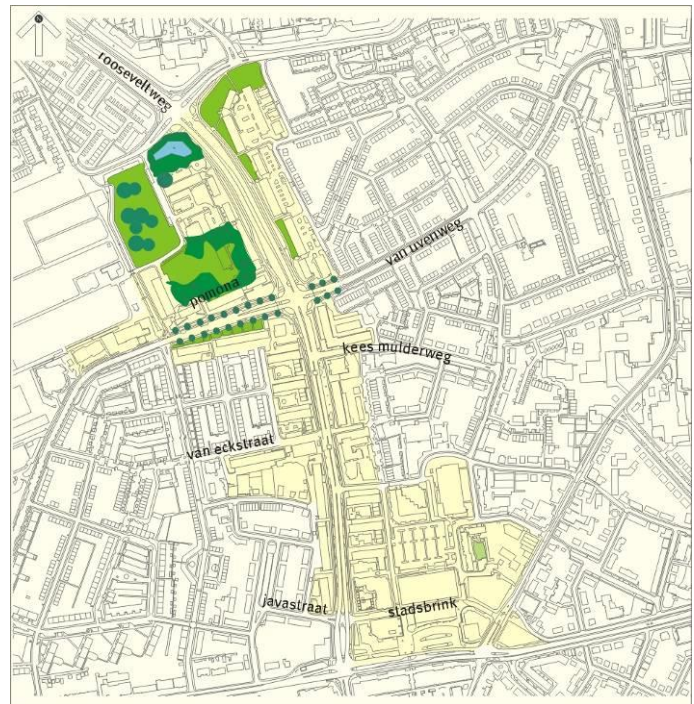 N
rooseveltweg
van uvenweg
pomona
kees mulderweg
van eckstraat
javastraat
stadsbrink